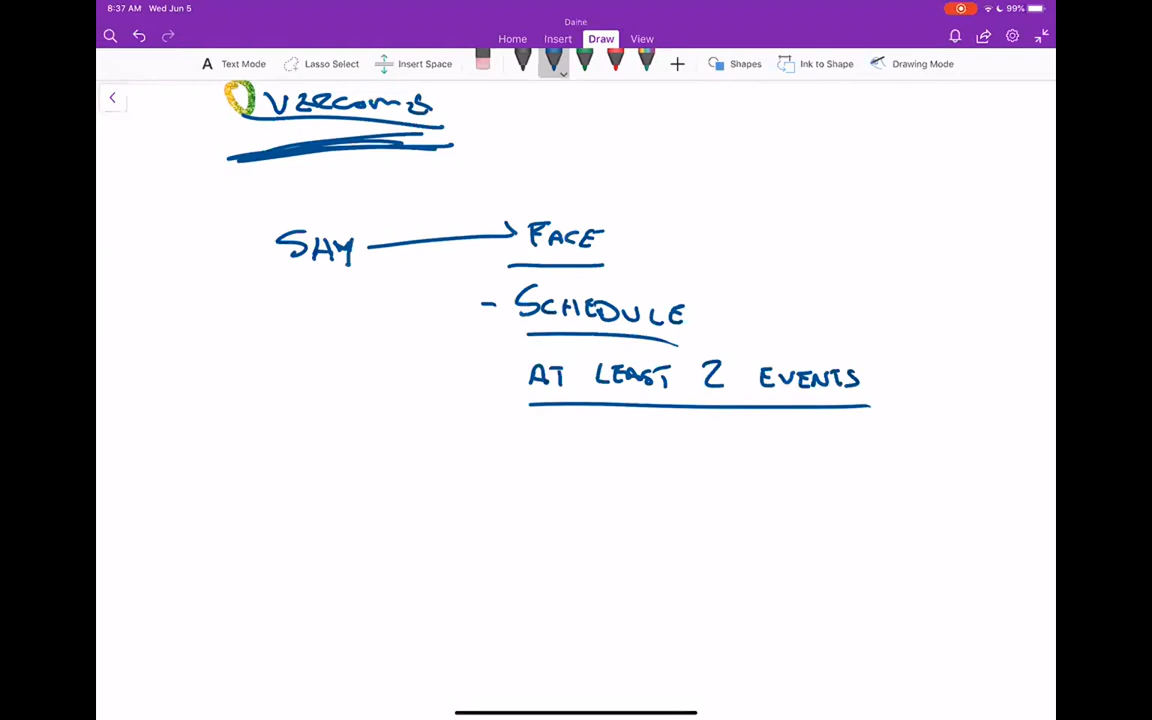 8:37 AM Wed Jun 5
99%
Daine
Home Insert Draw View
A Text Mode Lasso Select Insert Space Shapes Ink to Shape Drawing Mode
Overcome
SHY FACE
- SCHEDULE
AT LEAST 2 EVENTS